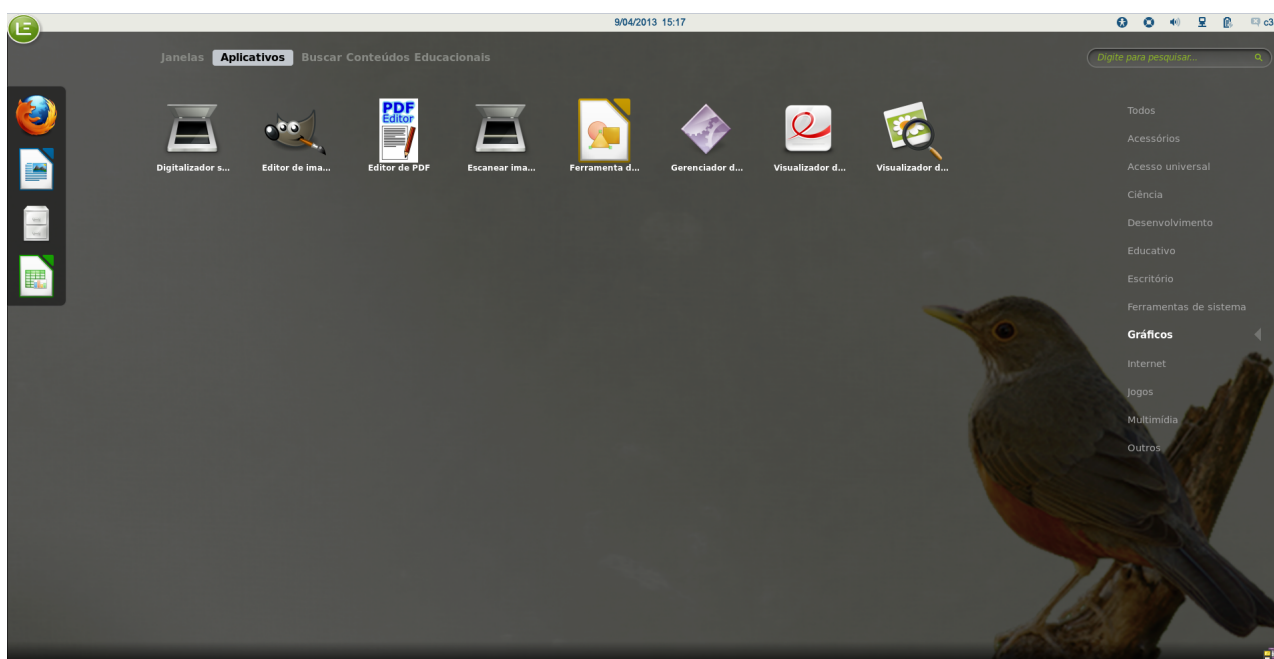 LE
9/04/2013 15:17
c3
Janelas Aplicativos Buscar Conteúdos Educacionais
Digite para pesquisar...
PDF
Editor
Digitalizador s...
Editor de ima...
Editor de PDF
Escanear ima...
Ferramenta d...
Gerenciador d...
Visualizador d...
Visualizador d...
Todos
Acessórios
Acesso universal
Ciência
Desenvolvimento
Educativo
Escritório
Ferramentas de sistema
Gráficos
Internet
Jogos
Multimídia
Outros